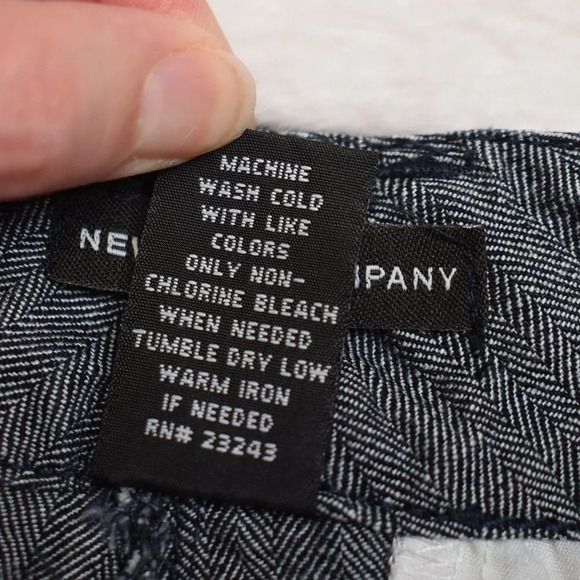 MACHINE
WASH COLD
WITH LIKE
COLORS
ONLY NON-
CHLORINE BLEACH
WHEN NEEDED
TUMBLE DRY LOW
WARM IRON
IF NEEDED
RN# 23243